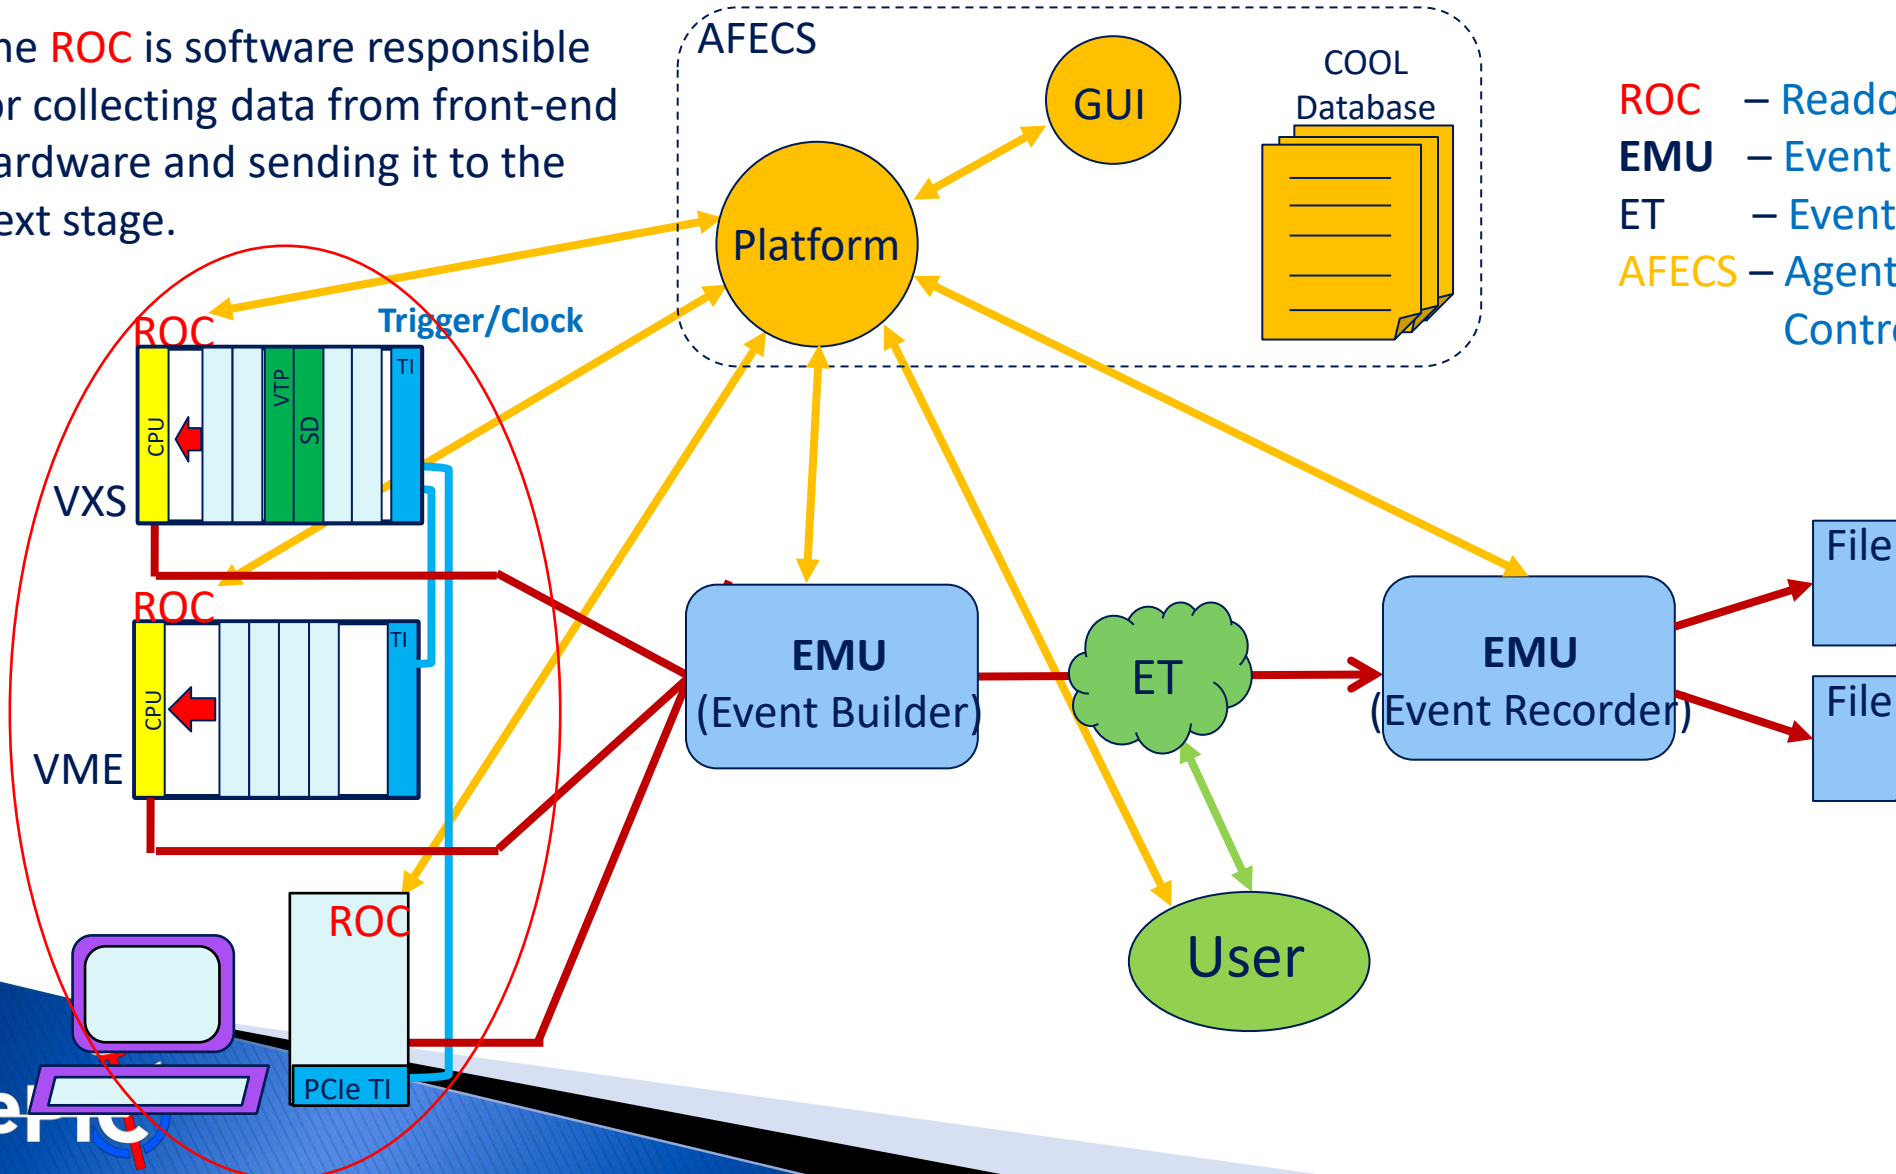 he ROC is software responsible
or collecting data from front-end
ardware and sending it to the
ext stage.
AFECS
GUI
COOL
Database
Platform
ROC – Reado
EMU – Event
ET – Event
AFECS – Agent
Contro
Trigger/Clock
ROC
CPU
VTP
SD
TI
VXS
ROC
CPU
TI
VME
ROC
PCIe TI
EMU
(Event Builder)
ET
EMU
(Event Recorder)
File
File
User
ePIC